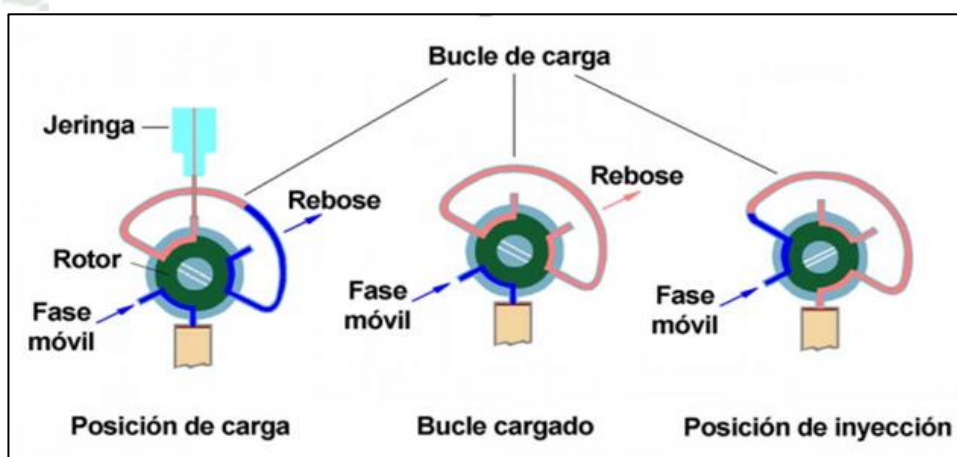 Bucle de carga
Jeringa
Rebose
Rebose
Rotor
Fase
móvil
Fase
móvil
Fase
móvil
Posición de carga
Bucle cargado
Posición de inyección